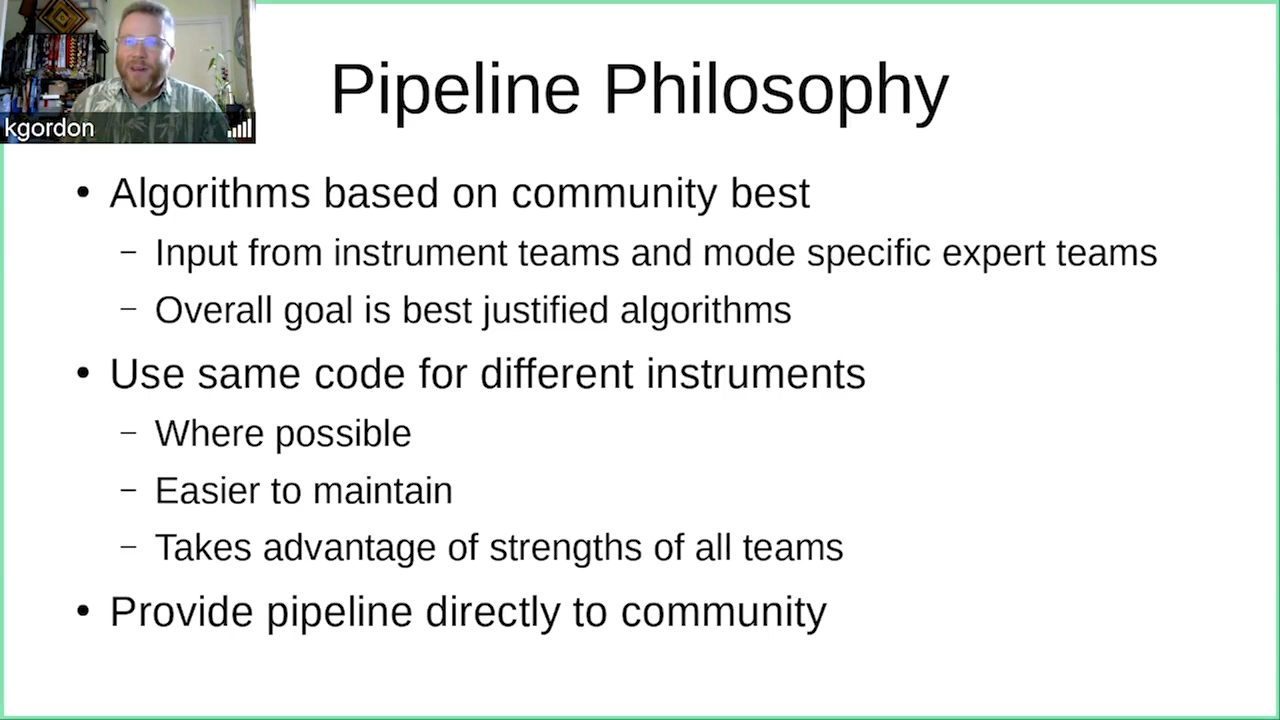 kgordon
Pipeline Philosophy
• Algorithms based on community best
– Input from instrument teams and mode specific expert teams
– Overall goal is best justified algorithms
• Use same code for different instruments
– Where possible
– Easier to maintain
– Takes advantage of strengths of all teams
• Provide pipeline directly to community